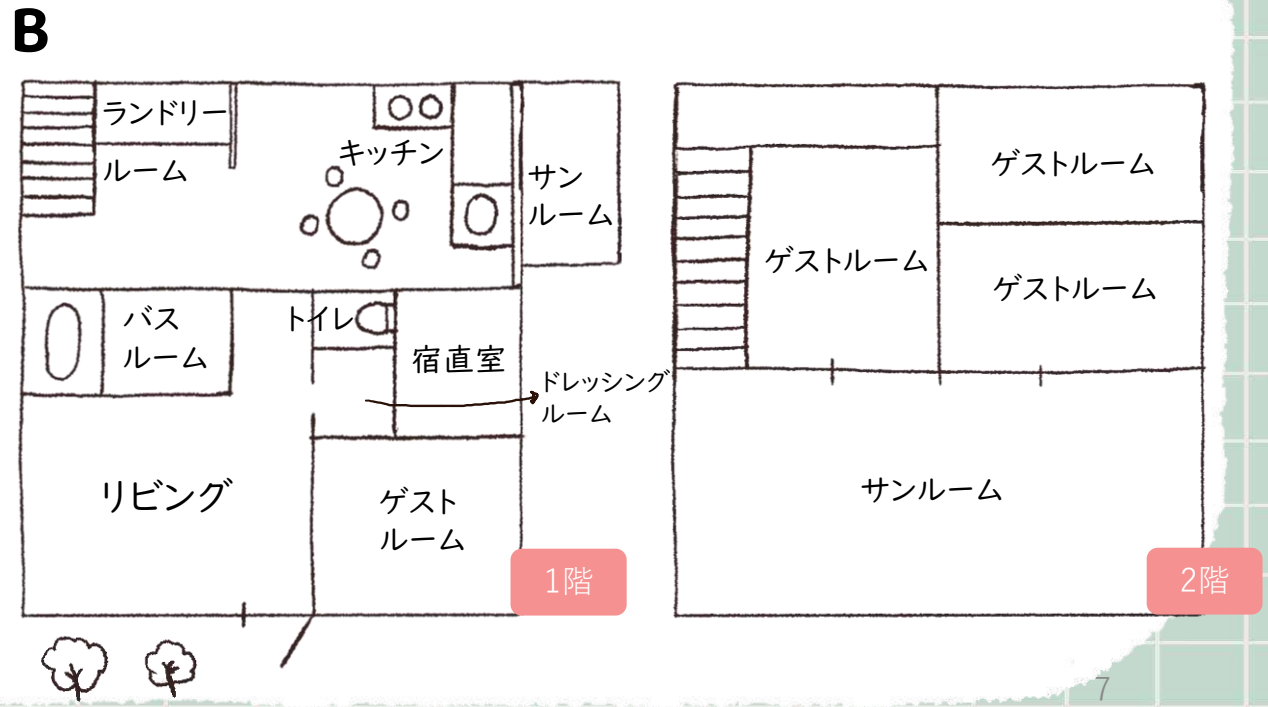 B
ランドリー
ルーム
キッチン
サン
ルーム
バス
ルーム
トイレ
宿直室
ドレッシング
ルーム
リビング
ゲスト
ルーム
1階
ゲストルーム
ゲストルーム
ゲストルーム
サンルーム
2階
7